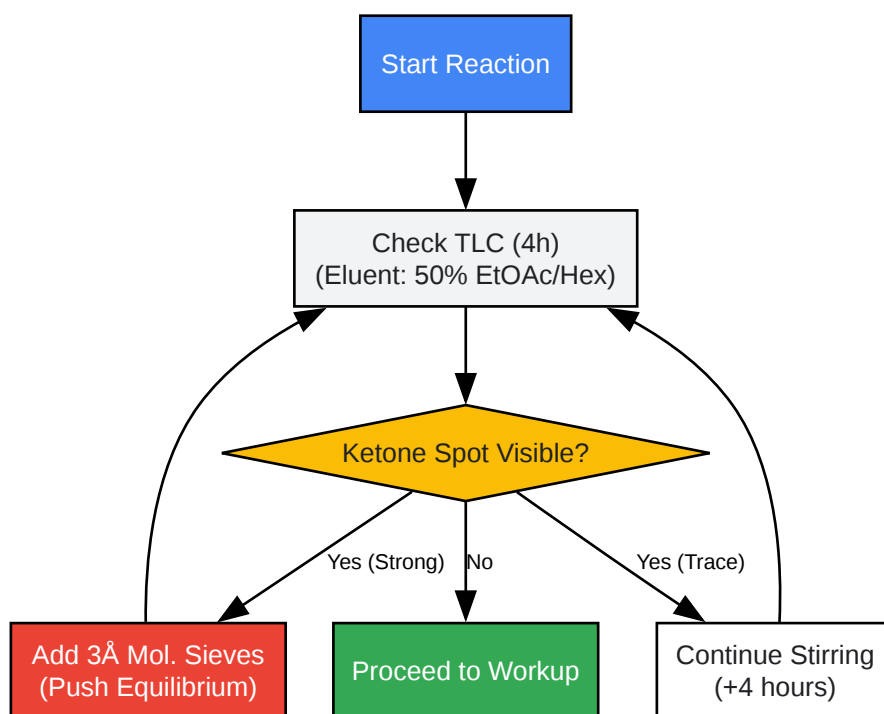 Start Reaction
Check TLC (4h)
(Eluent: 50% EtOAc/Hex)
Ketone Spot Visible?
Yes (Strong)
No
Yes (Trace)
Add 3Å Mol. Sieves
(Push Equilibrium)
Proceed to Workup
Continue Stirring
(+4 hours)